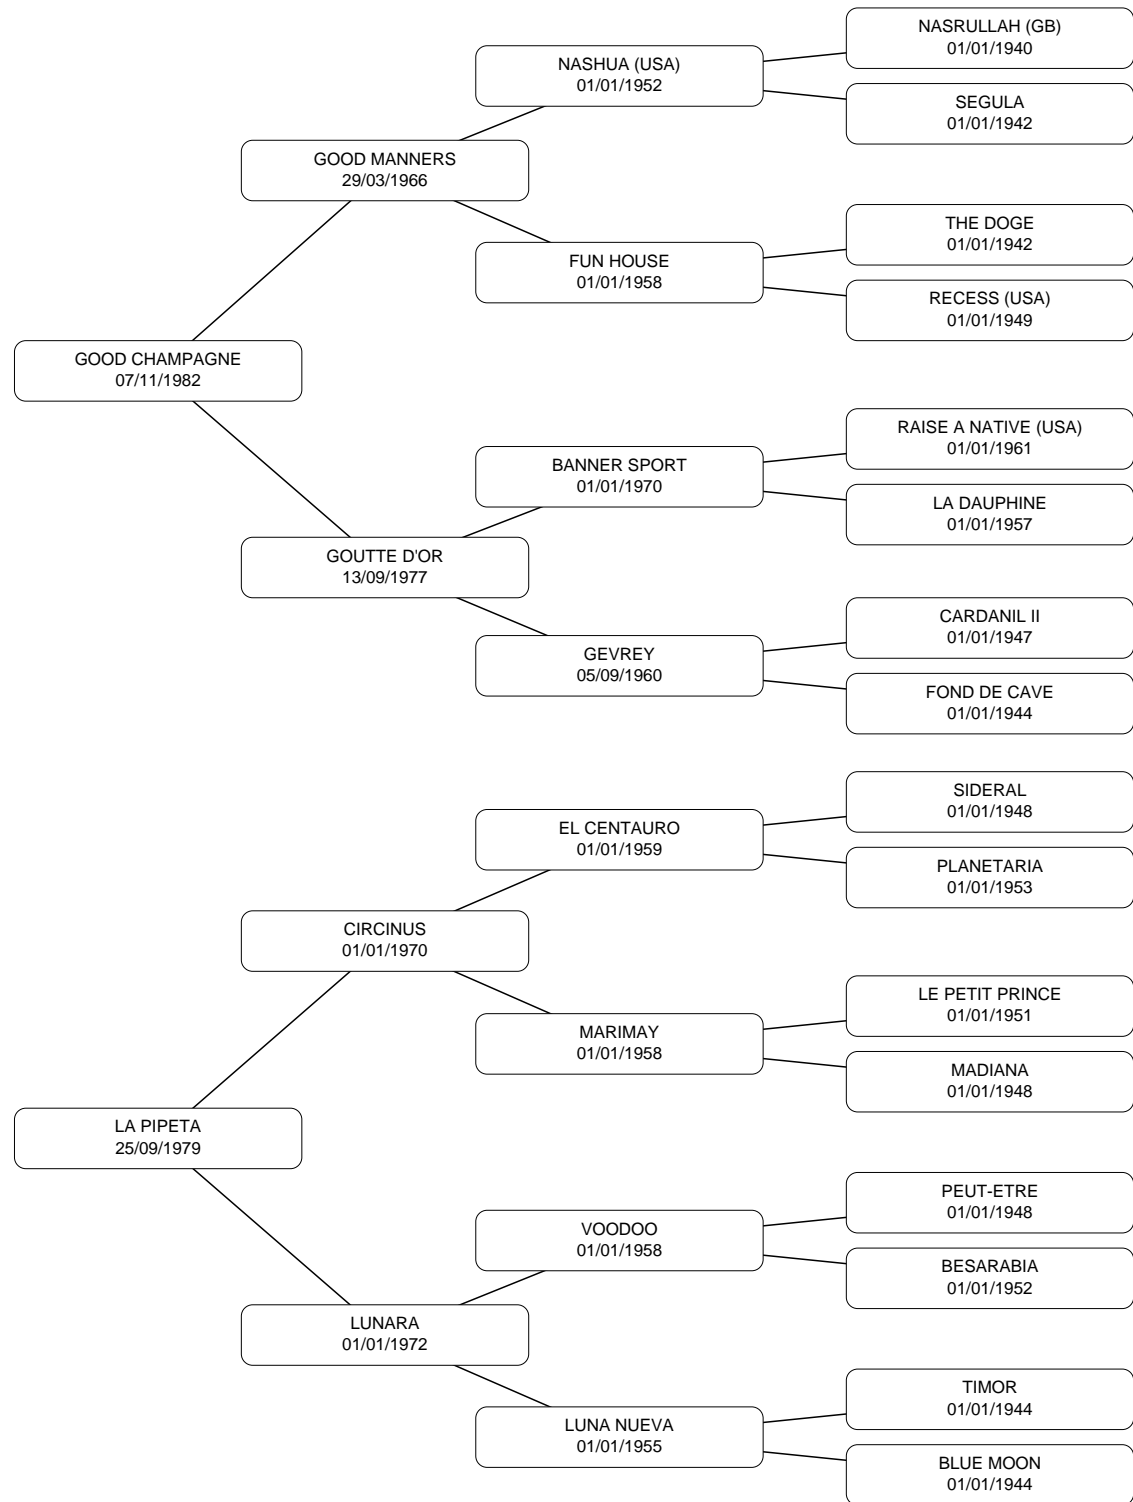 NASRULLAH (GB)
01/01/1940
NASHUA (USA)
01/01/1952
SEGULA
01/01/1942
GOOD MANNERS
29/03/1966
THE DOGE
01/01/1942
FUN HOUSE
01/01/1958
RECESS (USA)
01/01/1949
GOOD CHAMPAGNE
07/11/1982
RAISE A NATIVE (USA)
01/01/1961
BANNER SPORT
01/01/1970
LA DAUPHINE
01/01/1957
GOUTTE D'OR
13/09/1977
CARDANIL II
01/01/1947
GEVREY
05/09/1960
FOND DE CAVE
01/01/1944
SIDERAL
01/01/1948
EL CENTAURO
01/01/1959
PLANETARIA
01/01/1953
CIRCINUS
01/01/1970
LE PETIT PRINCE
01/01/1951
MARIMAY
01/01/1958
MADIANA
01/01/1948
LA PIPETA
25/09/1979
PEUT-ETRE
01/01/1948
VOODOO
01/01/1958
BESARABIA
01/01/1952
LUNARA
01/01/1972
TIMOR
01/01/1944
LUNA NUEVA
01/01/1955
BLUE MOON
01/01/1944